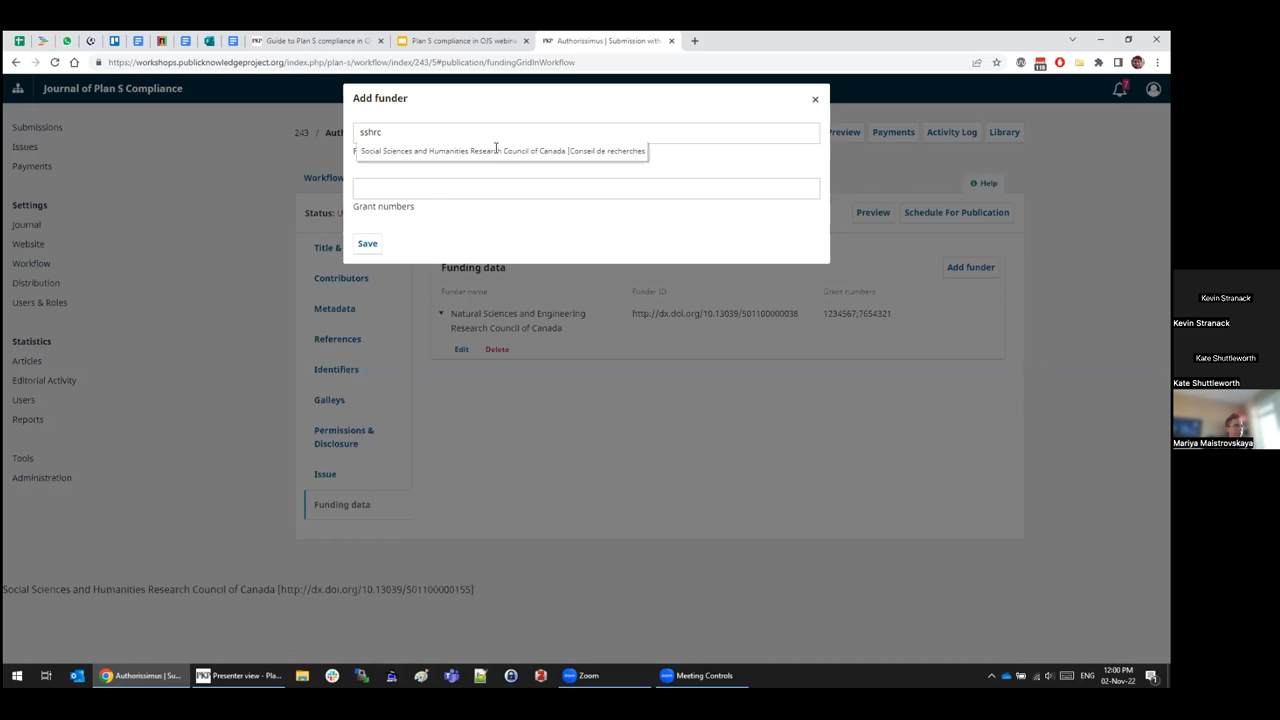 Guide to Plan S compliance in O
Plan S compliance in OJS webina
Authorissimus | Submission with
https://workshops.publicknowledgeproject.org/index.php/plan-s/workflow/index/243/5#publication/fundingGridInWorkflow
Journal of Plan S Compliance
7
Submissions
Issues
Payments
Settings
Journal
Website
Workflow
Distribution
Users & Roles
Statistics
Articles
Editorial Activity
Users
Reports
Tools
Administration
243 / Aut
Preview
Payments
Activity Log
Library
Workflow
Help
Status: U
Preview
Schedule For Publication
Title &
Contributors
Metadata
References
Identifiers
Galleys
Permissions &
Disclosure
Issue
Funding data
Add funder
sshrc
Social Sciences and Humanities Research Council of Canada [Conseil de recherches
Grant numbers
Save
Funding data
Add funder
Funder name
Funder ID
Grant numbers
Natural Sciences and Engineering
Research Council of Canada
http://dx.doi.org/10.13039/501100000038
1234567;7654321
Edit
Delete
Social Sciences and Humanities Research Council of Canada [http://dx.doi.org/10.13039/501100000155]
Kevin Stranack
Kevin Stranack
Kate Shuttleworth
Kate Shuttleworth
Mariya Maistrovskaya
Authorissimus | Su...
PKP
Presenter view - Pla...
Zoom
Meeting Controls
ENG
12:00 PM
02-Nov-22